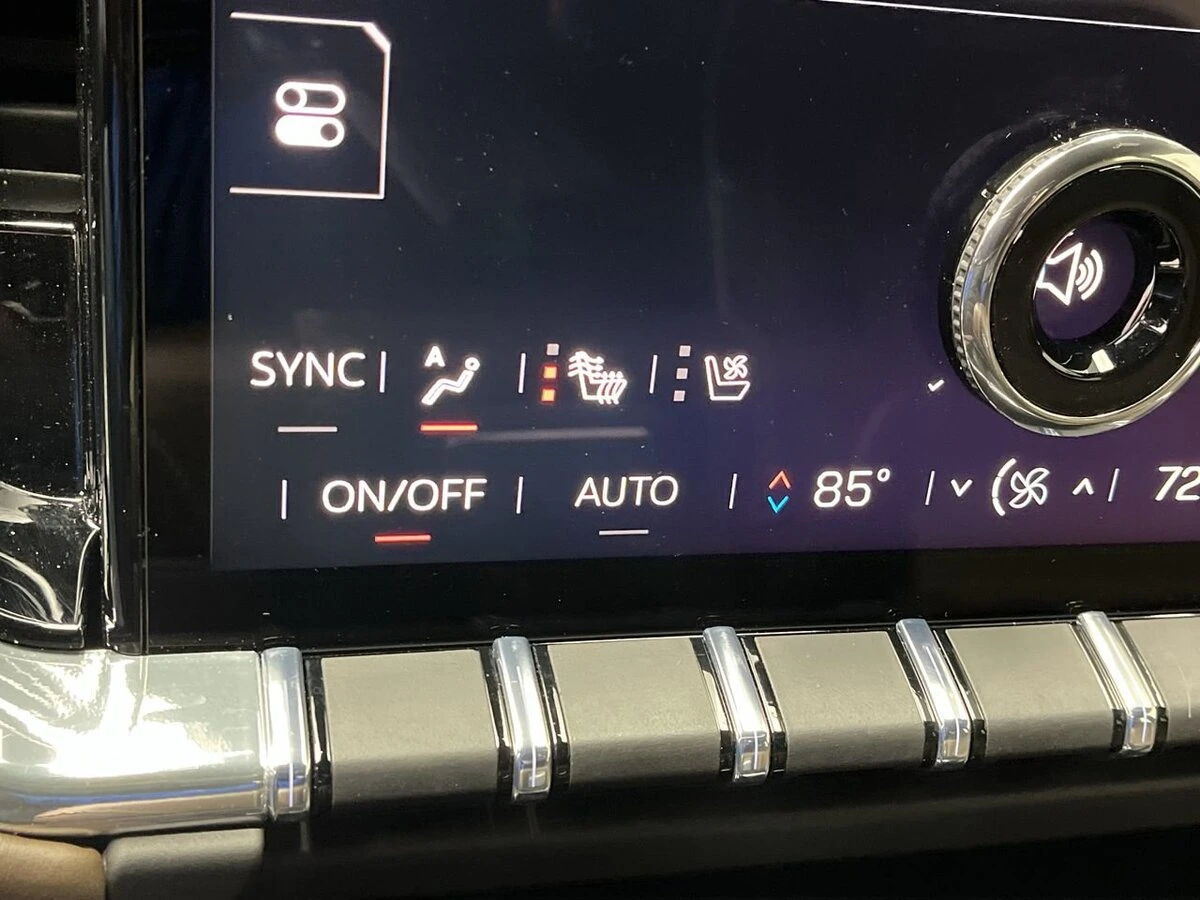 SYNC A
ON/OFF AUTO 85° 72